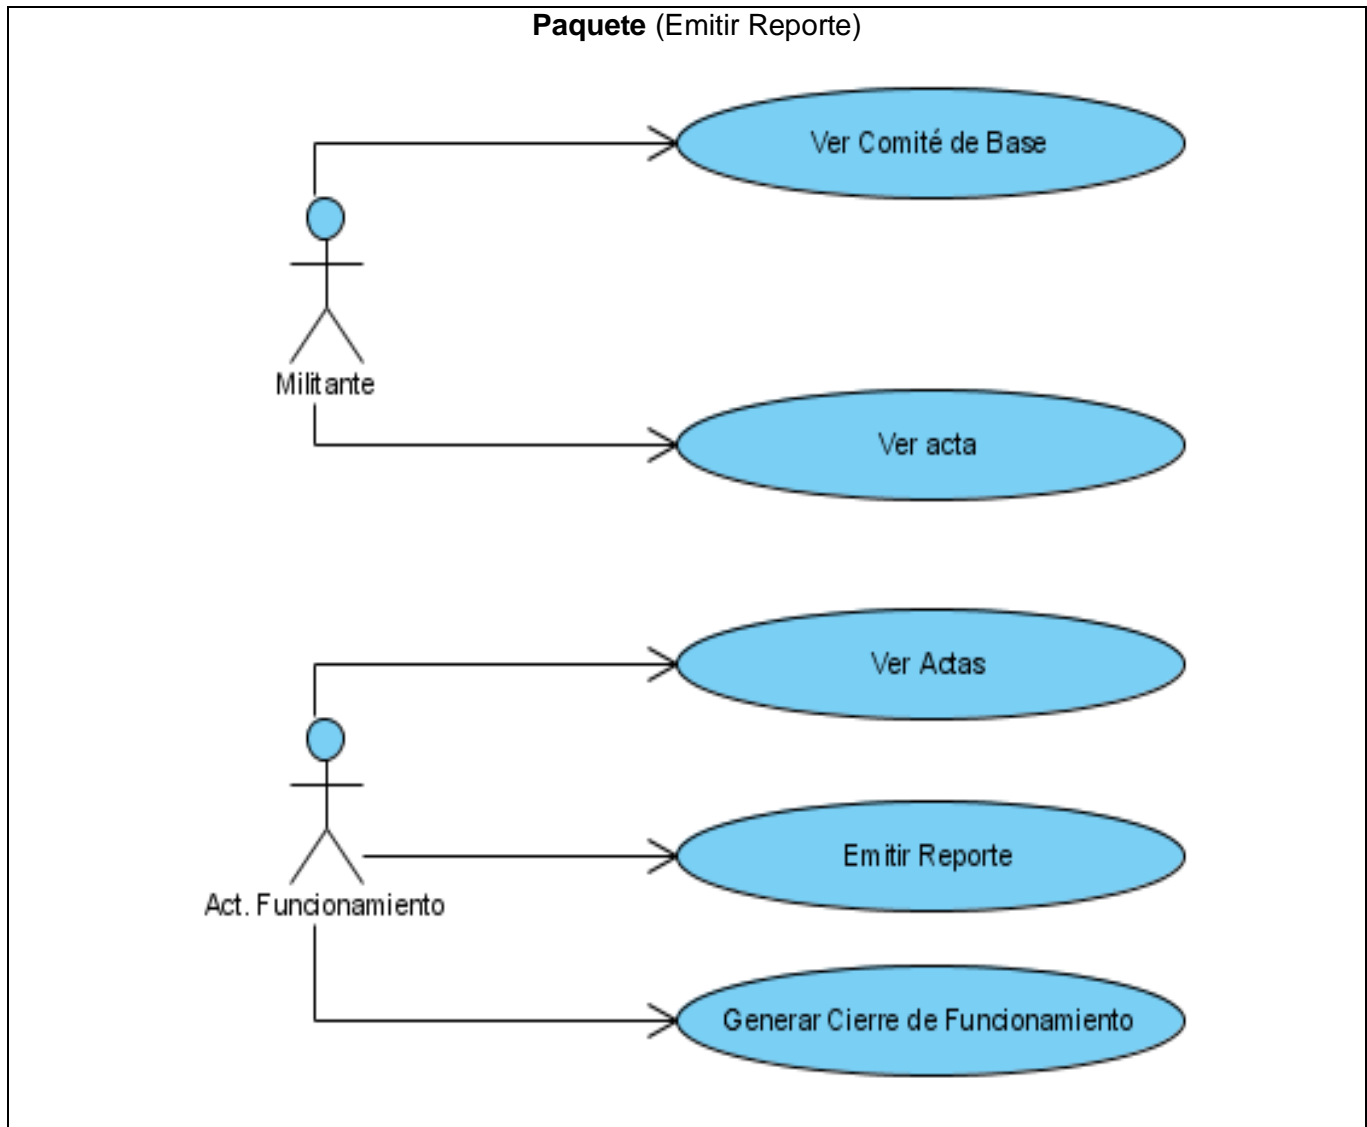 Paquete (Emitir Reporte)
Ver Comité de Base
Militante
Ver acta
Ver Actas
Emitir Reporte
Act. Funcionamiento
Generar Cierre de Funcionamiento